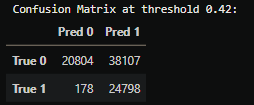 Confusion Matrix at threshold 0.42:
Pred 0 Pred 1
True 0 20804 38107
True 1 178 24798